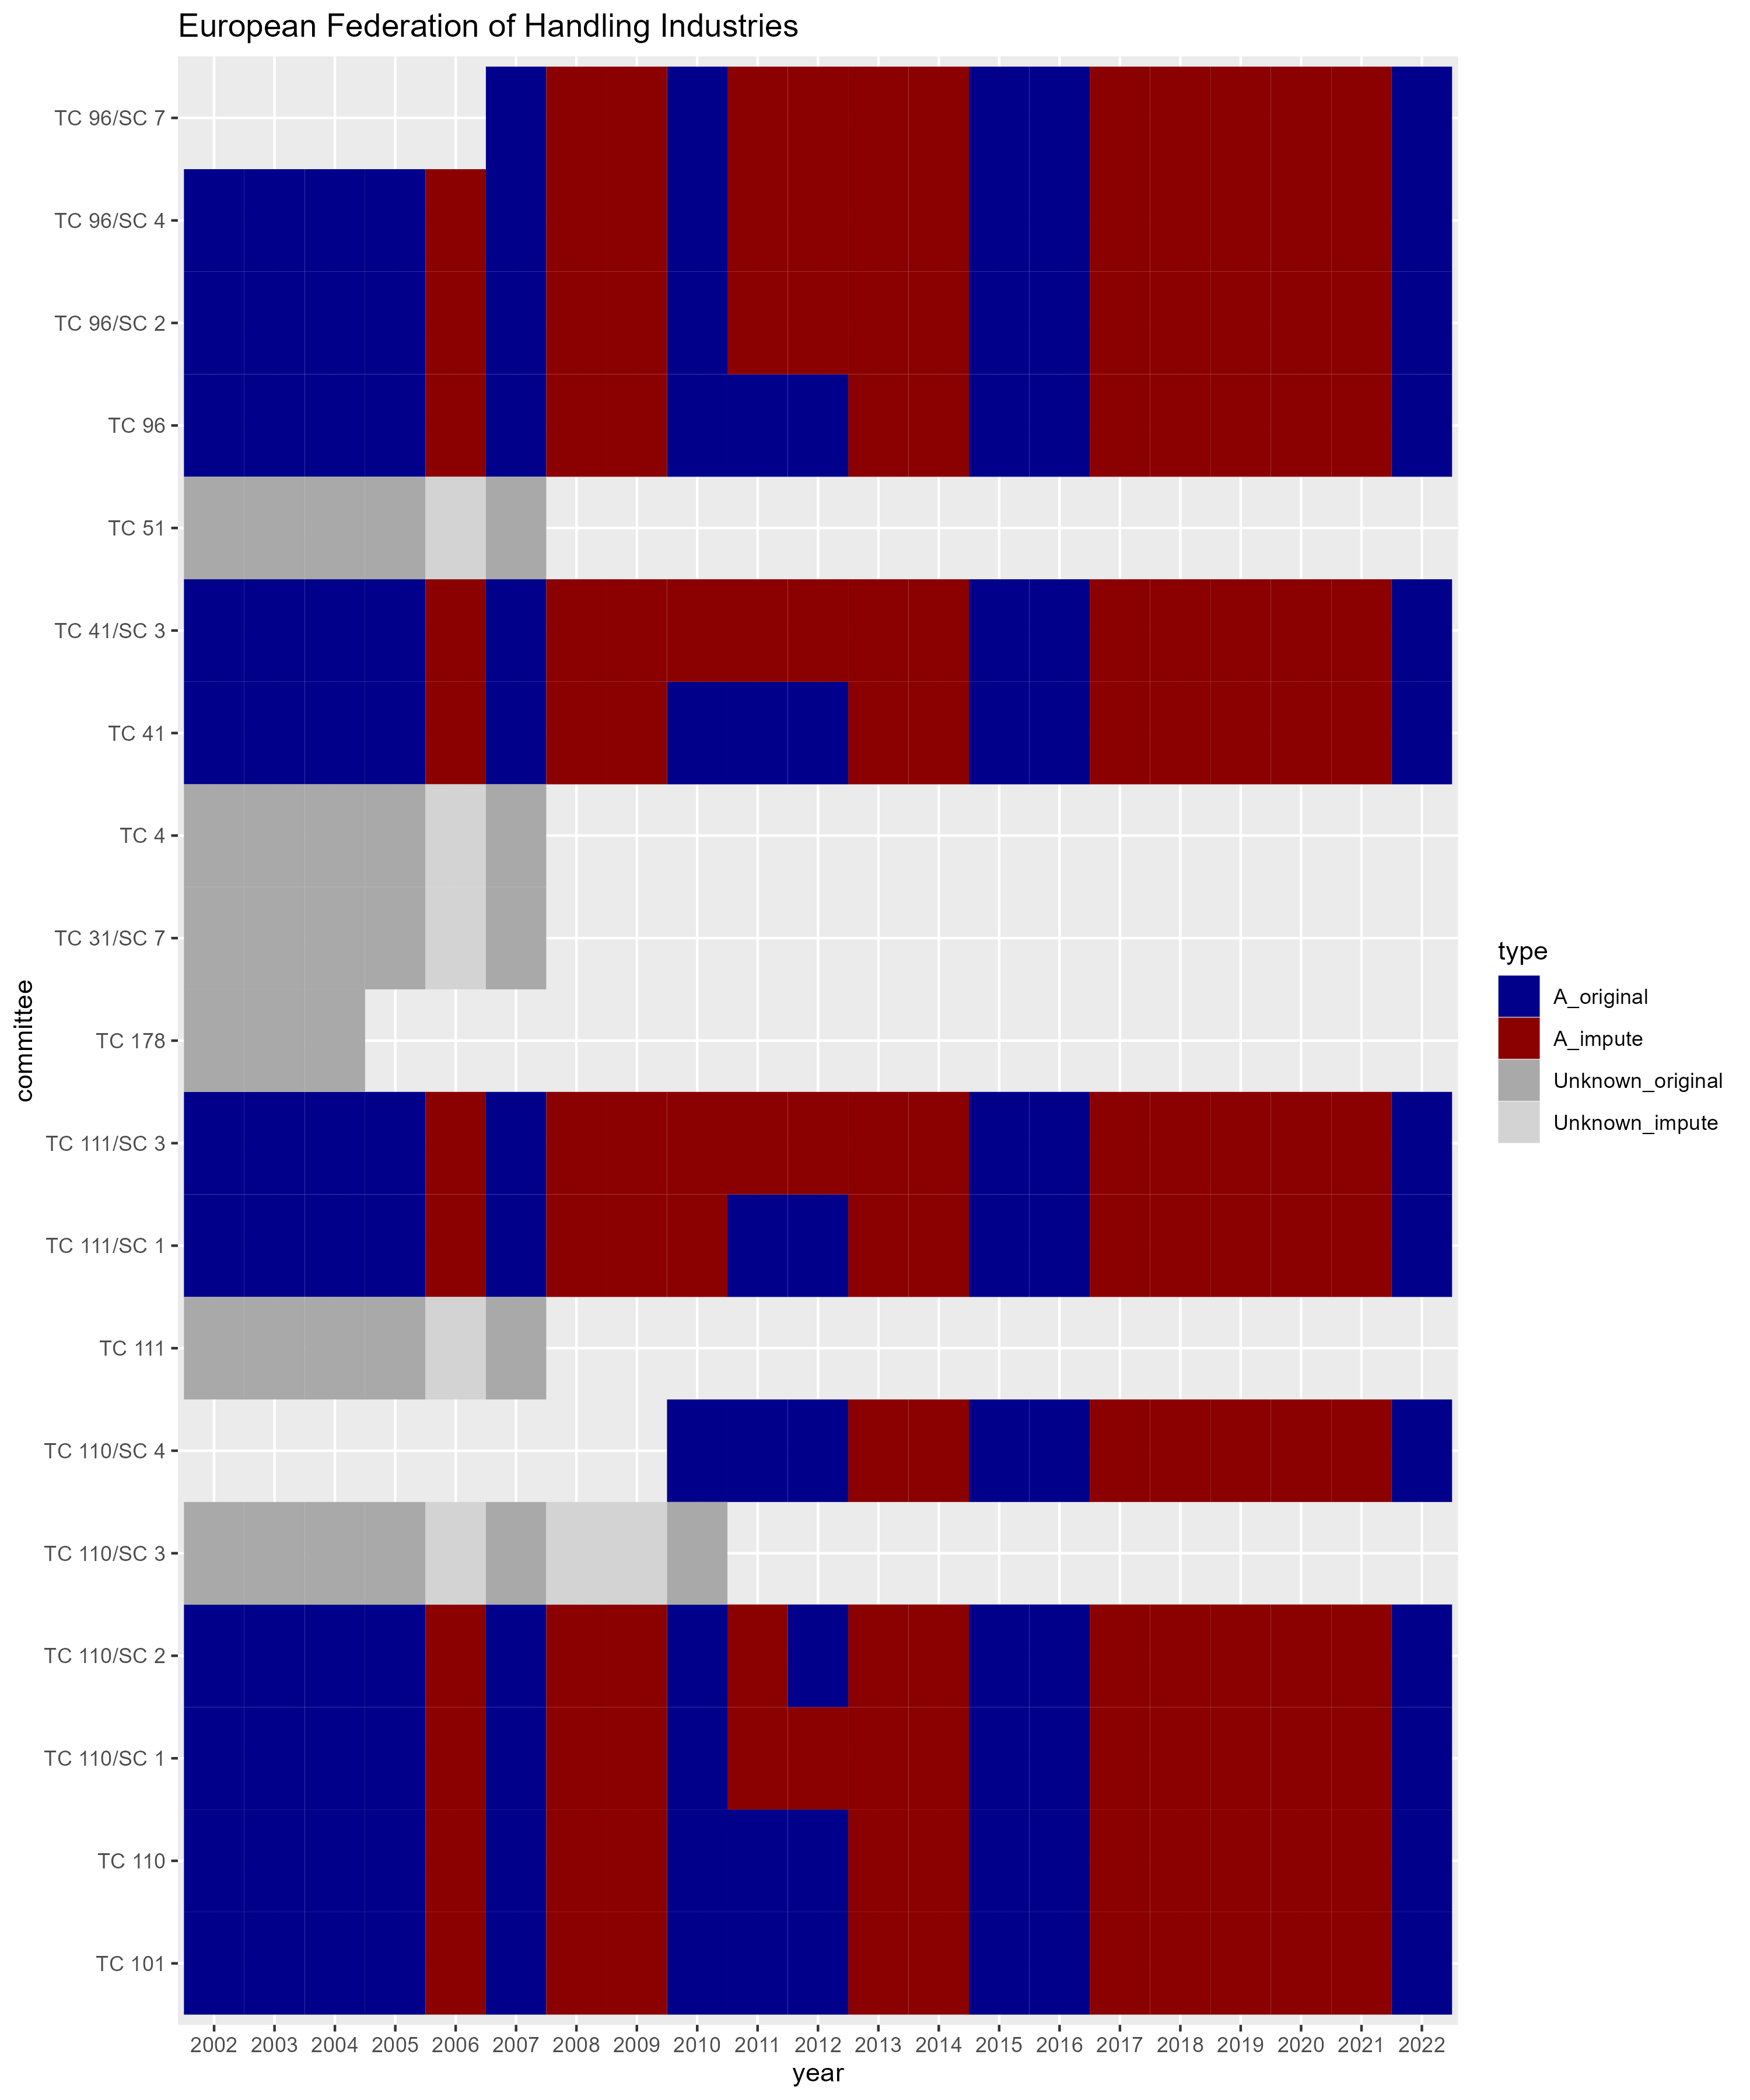 European Federation of Handling Industries
TC 96/SC 7
TC 96/SC 4
TC 96/SC 2
TC 96
TC 51
TC 41/SC 3
TC 41
TC 4
TC 31/SC 7
TC 178
TC 111/SC 3
TC 111/SC 1
TC 111
TC 110/SC 4
TC 110/SC 3
TC 110/SC 2
TC 110/SC 1
TC 110
TC 101
committee
2002 2003 2004 2005 2006 2007 2008 2009 2010 2011 2012 2013 2014 2015 2016 2017 2018 2019 2020 2021 2022
year
type
A_original
A_impute
Unknown_original
Unknown_impute